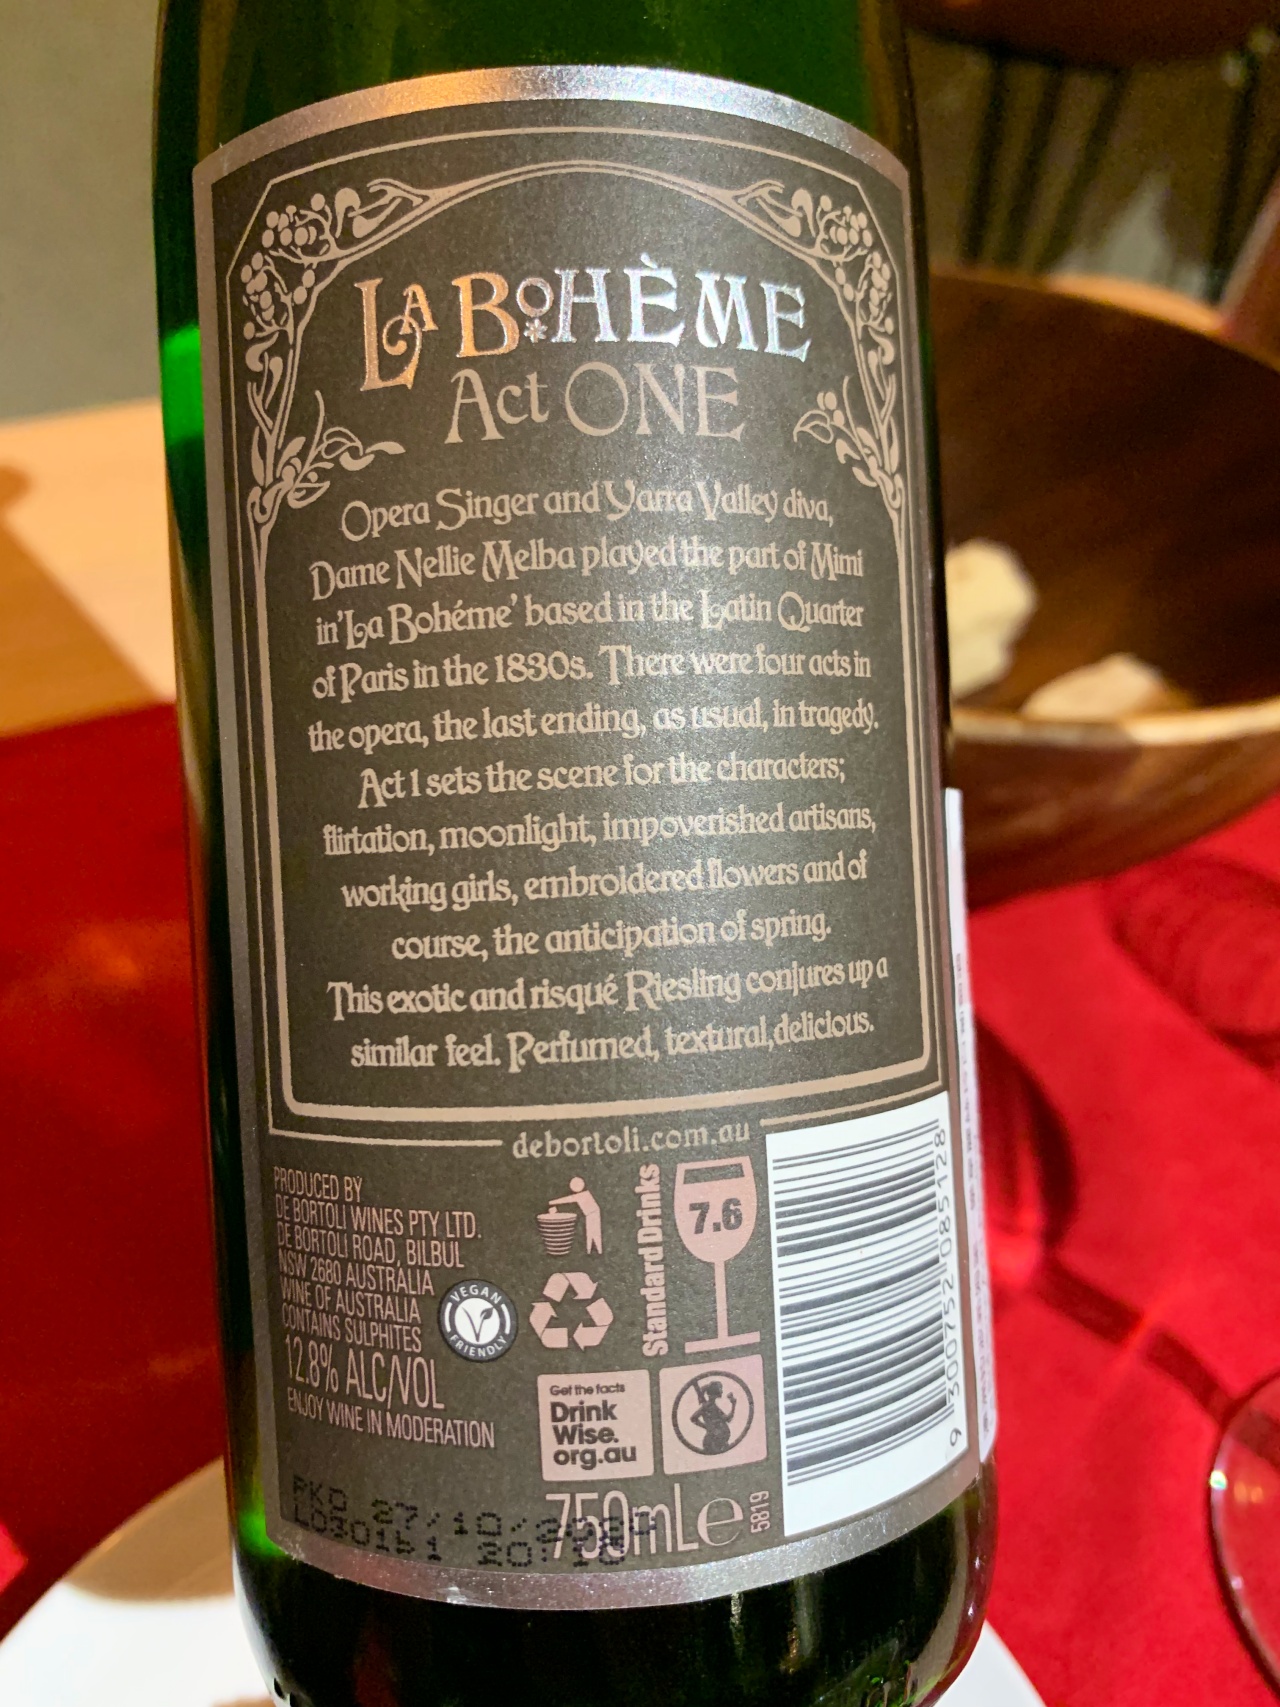 LA BOHÈME
Act ONE
Opera Singer and Yarra Valley diva,
Dame Nellie Melba played the part of Mimi
in 'La Bohéme' based in the Latin Quarter
of Paris in the 1830s. There were four acts in
the opera, the last ending, as usual, in tragedy.
Act 1 sets the scene for the characters;
flirtation, moonlight, impoverished artisans,
working girls, embroidered flowers and of
course, the anticipation of spring.
This exotic and risqué Riesling conjures up a
similar feel. Perfumed, textural, delicious.
debortoli.com.au
PRODUCED BY
DE BORTOLI WINES PTY LTD.
DE BORTOLI ROAD, BILBUL
NSW 2680 AUSTRALIA
WINE OF AUSTRALIA
CONTAINS SULPHITES
12.8% ALC/VOL
ENJOY WINE IN MODERATION
VEGAN
FRIENDLY
Standard Drinks
7.6
Get the facts
Drink
Wise.
org.au
750mLe
5819
9 300752 085128
PKD 27/10/